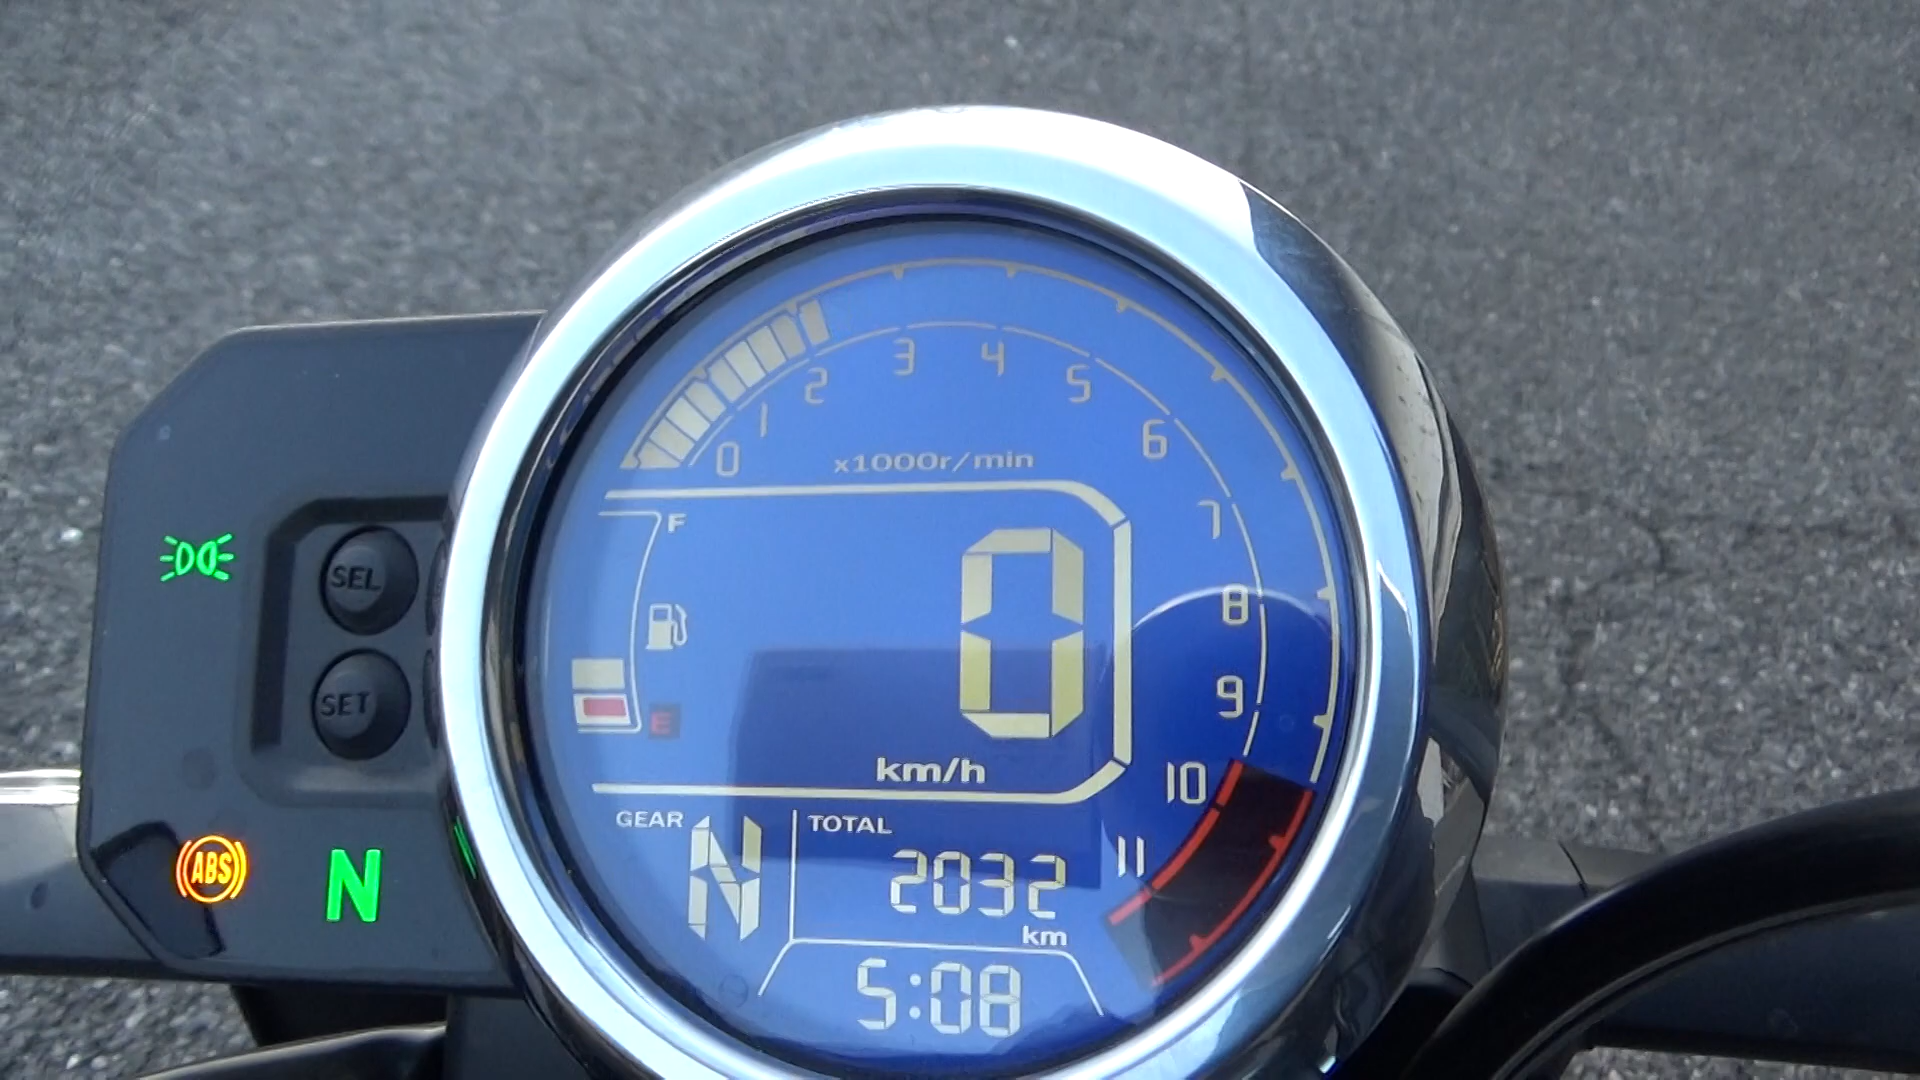 0 1 2 3 4 5 6 7 8 9 10 11
x1000r/min
F
SEL
0
SET
E
km/h
GEAR N
TOTAL
2032
km
ABS
N
5:08